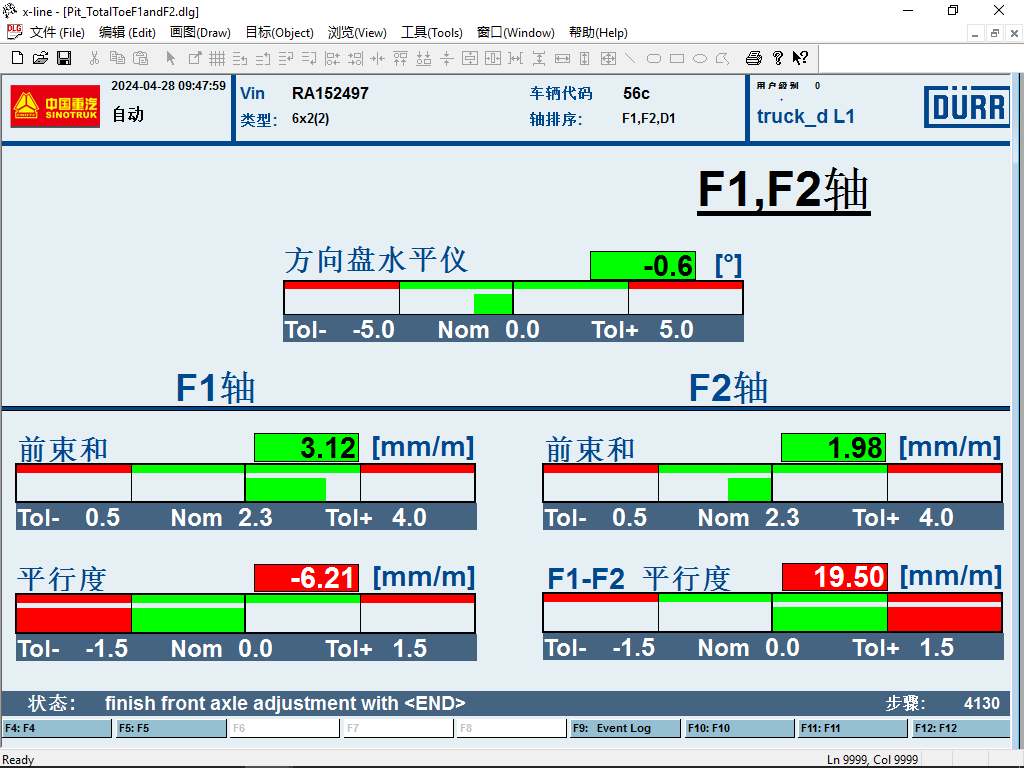 x-line - [Pit_TotalToeF1andF2.dlg]
文件 (File) 编辑 (Edit) 画图(Draw) 目标(Object) 浏览(View) 工具(Tools) 窗口(Window) 帮助(Help)
中国重汽
SINOTRUK
2024-04-28 09:47:59
自动
Vin RA152497 车辆代码 56c
类型: 6x2(2) 轴排序: F1,F2,D1
用户级别 0
truck_d L1
DÜRR
F1,F2轴
方向盘水平仪 -0.6 [°]
Tol- -5.0 Nom 0.0 Tol+ 5.0
F1轴 F2轴
前束和 3.12 [mm/m] 前束和 1.98 [mm/m]
Tol- 0.5 Nom 2.3 Tol+ 4.0 Tol- 0.5 Nom 2.3 Tol+ 4.0
平行度 -6.21 [mm/m] F1-F2 平行度 19.50 [mm/m]
Tol- -1.5 Nom 0.0 Tol+ 1.5 Tol- -1.5 Nom 0.0 Tol+ 1.5
状态: finish front axle adjustment with <END> 步骤: 4130
F4: F4 F5: F5 F6 F7 F8 F9: Event Log F10: F10 F11: F11 F12: F12
Ready Ln 9999, Col 9999